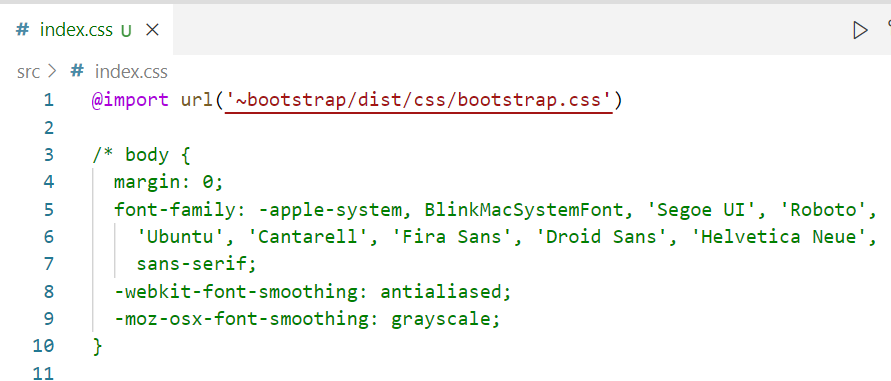 # index.css U ×
src > # index.css
1 @import url('~bootstrap/dist/css/bootstrap.css')
2
3 /* body {
4 margin: 0;
5 font-family: -apple-system, BlinkMacSystemFont, 'Segoe UI', 'Roboto',
6 'Ubuntu', 'Cantarell', 'Fira Sans', 'Droid Sans', 'Helvetica Neue',
7 sans-serif;
8 -webkit-font-smoothing: antialiased;
9 -moz-osx-font-smoothing: grayscale;
10 }
11